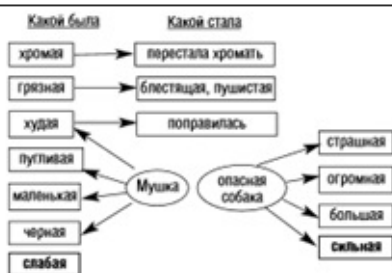 Какой была Какой стала
хромая перестала хромать
грязная блестящая, пушистая
худая поправилась
страшная
пугливая
огромная
Мушка
опасная
собака
маленькая
большая
черная
сильная
слабая